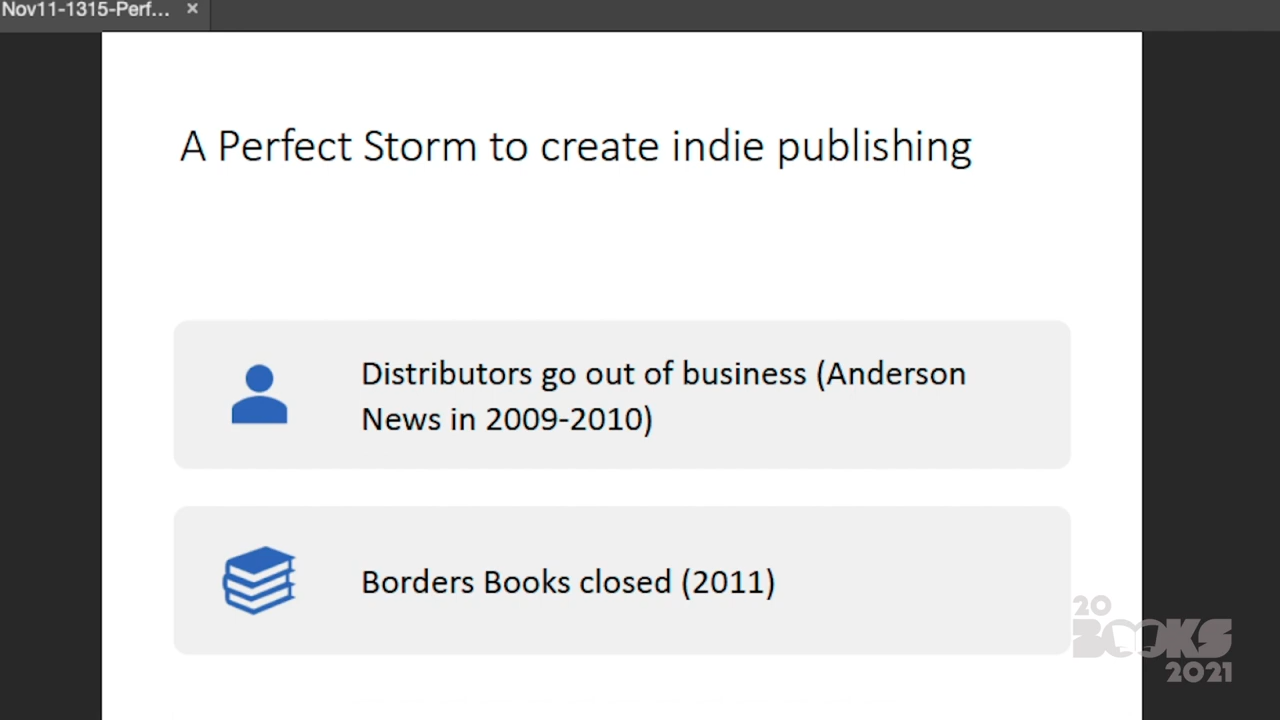 Nov11-1315-Perf... ×
A Perfect Storm to create indie publishing
Distributors go out of business (Anderson
News in 2009-2010)
Borders Books closed (2011)
20
BOOKS
2021